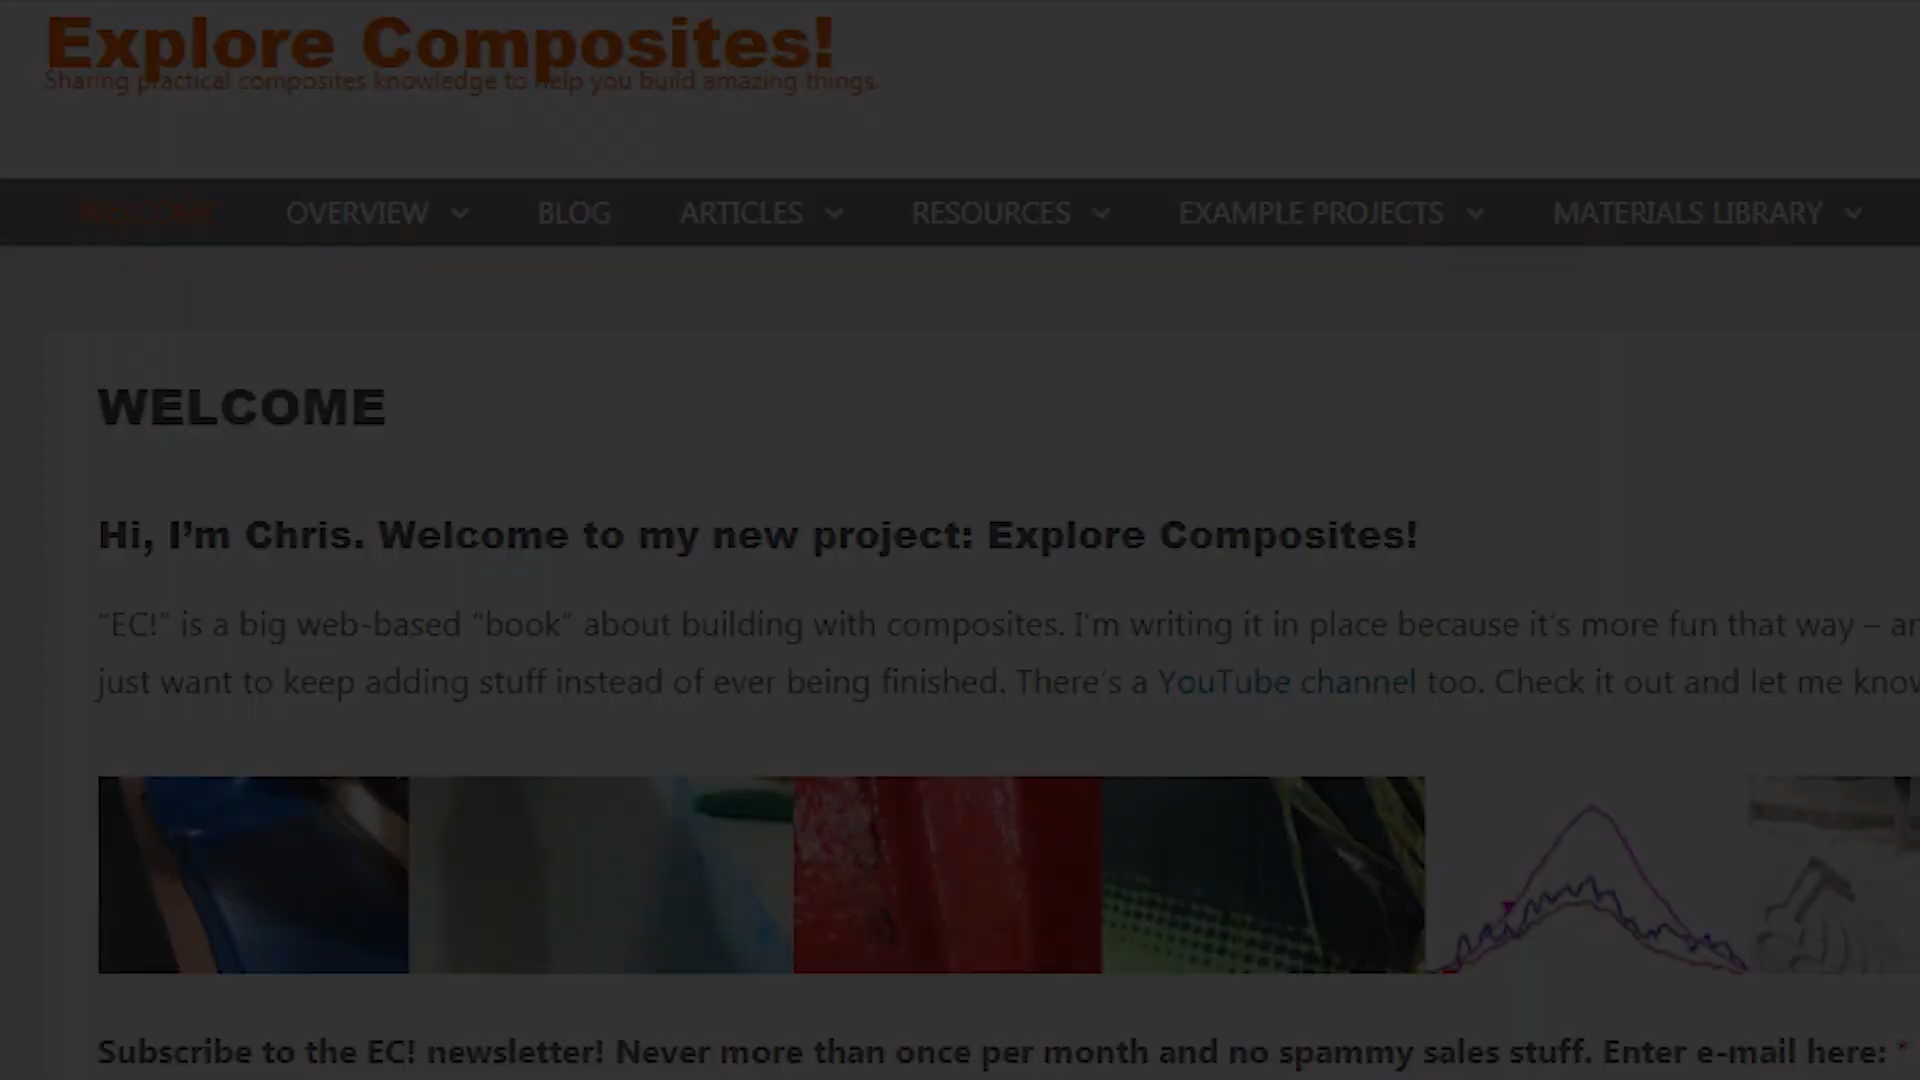 Explore Composites!
Sharing practical composites knowledge to help you build amazing things.
WELCOME OVERVIEW BLOG ARTICLES RESOURCES EXAMPLE PROJECTS MATERIALS LIBRARY
WELCOME
Hi, I’m Chris. Welcome to my new project: Explore Composites!
“EC!” is a big web-based “book” about building with composites. I’m writing it in place because it’s more fun that way –
just want to keep adding stuff instead of ever being finished. There’s a YouTube channel too. Check it out and let me
Subscribe to the EC! newsletter! Never more than once per month and no spammy sales stuff. Enter e-mail here: *